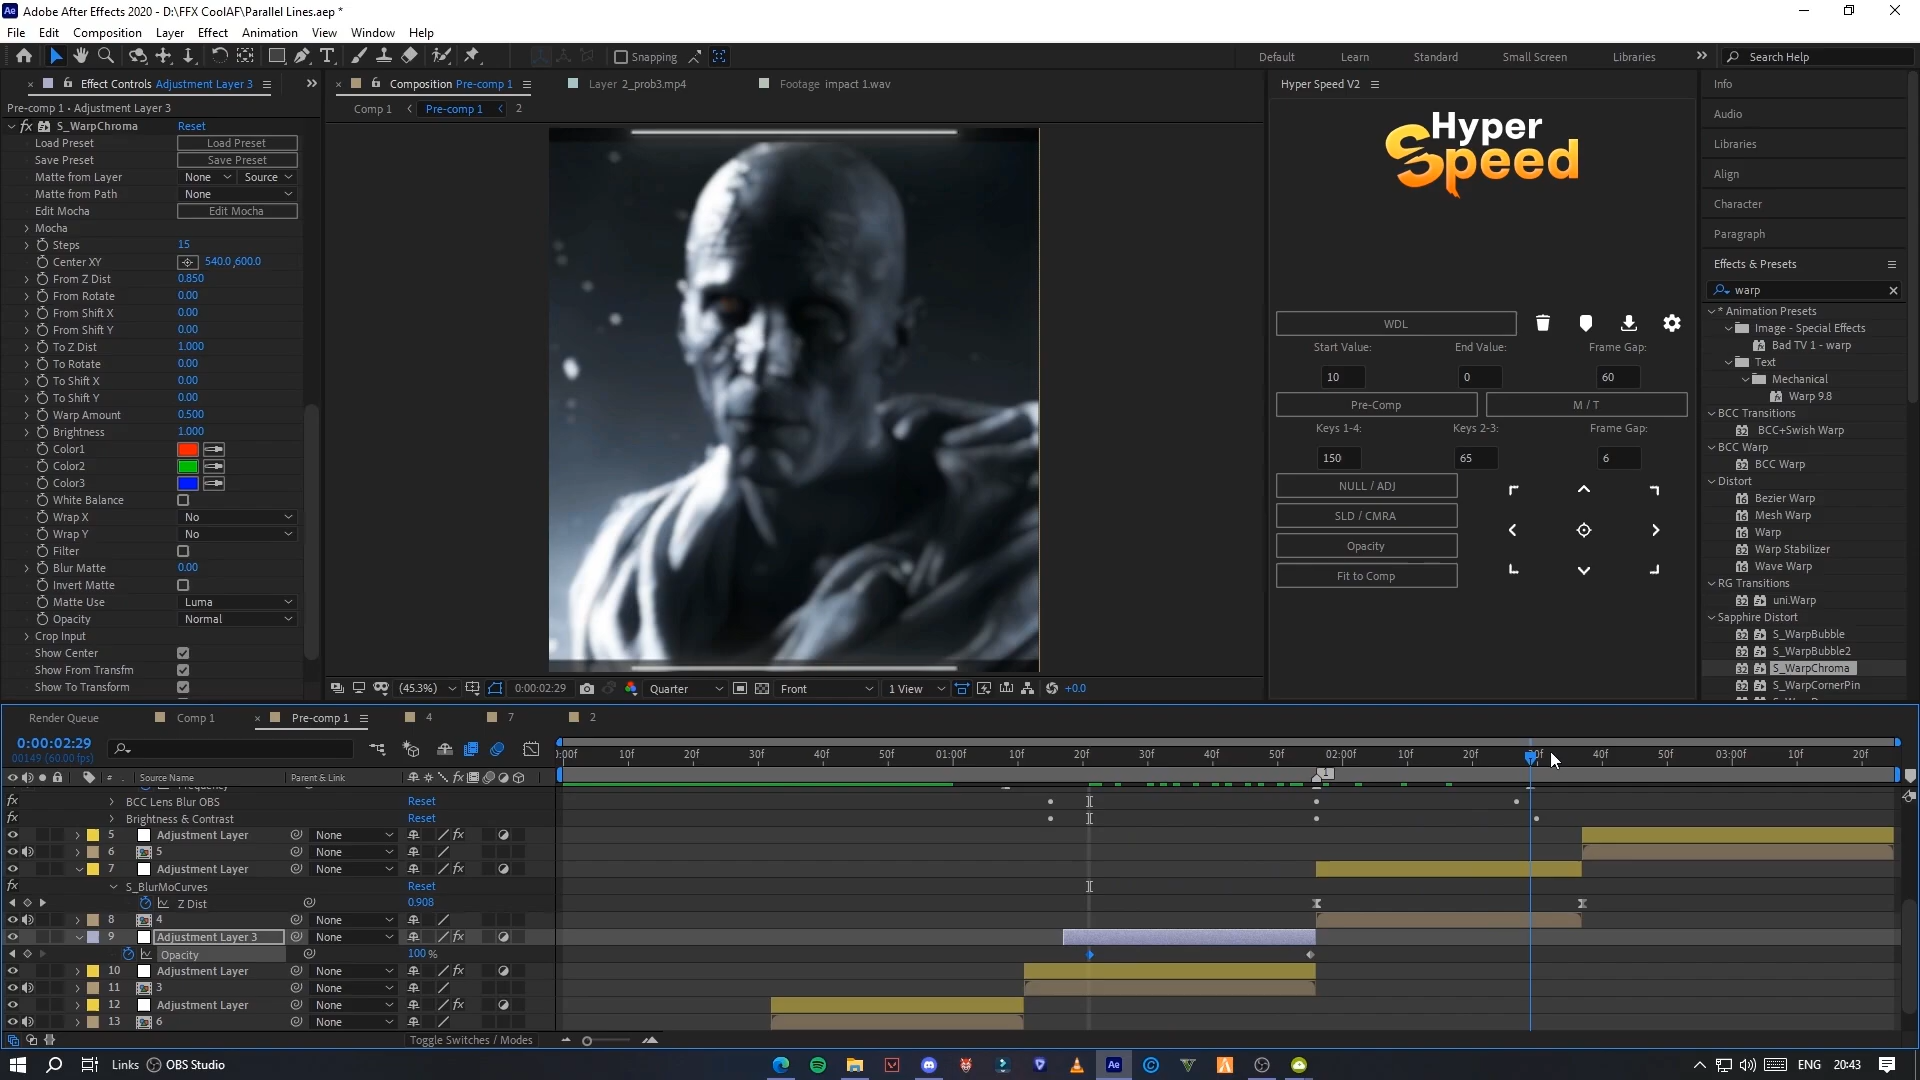 Adobe After Effects 2020 - D:\FFX CoolAF\Parallel Lines.aep *
File Edit Composition Layer Effect Animation View Window Help
Snapping
Default Learn Standard Small Screen Libraries
Search Help
Effect Controls Adjustment Layer 3
Composition Pre-comp 1
Layer 2_prob3.mp4
Footage impact 1.wav
Hyper Speed V2
Info
Pre-comp 1 • Adjustment Layer 3
Comp 1 Pre-comp 1 2
S_WarpChroma Reset
Load Preset Load Preset
Save Preset Save Preset
Matte from Layer None Source
Matte from Path None
Edit Mocha Edit Mocha
Mocha
Steps 15
Center XY 540.0,600.0
From Z Dist 0.850
From Rotate 0.00
From Shift X 0.00
From Shift Y 0.00
To Z Dist 1.000
To Rotate 0.00
To Shift X 0.00
To Shift Y 0.00
Warp Amount 0.500
Brightness 1.000
Color1
Color2
Color3
White Balance
Wrap X No
Wrap Y No
Filter
Blur Matte 0.00
Invert Matte
Matte Use Luma
Opacity Normal
Crop Input
Show Center
Show From Transfm
Show To Transform
(45.3%) 0:00:02:29 Quarter Front 1 View +0.0
Hyper
Speed
WDL
Start Value: End Value: Frame Gap:
10 0 60
Pre-Comp M / T
Keys 1-4: Keys 2-3: Frame Gap:
150 65 6
NULL / ADJ
SLD / CMRA
Opacity
Fit to Comp
Audio
Libraries
Align
Character
Paragraph
Effects & Presets
warp
* Animation Presets
Image - Special Effects
Bad TV 1 - warp
Text
Mechanical
Warp 9.8
BCC Transitions
BCC+Swish Warp
BCC Warp
BCC Warp
Distort
Bezier Warp
Mesh Warp
Warp
Warp Stabilizer
Wave Warp
RG Transitions
uni.Warp
Sapphire Distort
S_WarpBubble
S_WarpBubble2
S_WarpChroma
S_WarpCornerPin
Render Queue Comp 1 Pre-comp 1 4 7 2
0:00:02:29
00149 (60.00 fps)
):00f 10f 20f 30f 40f 50f 01:00f 10f 20f 30f 40f 50f 02:00f 10f 20f 30f 40f 50f 03:00f 10f 20f
# Source Name Parent & Link
1
BCC Lens Blur OBS Reset
Brightness & Contrast Reset
5 Adjustment Layer None
6 5 None
7 Adjustment Layer None
S_BlurMoCurves Reset
Z Dist 0.908
8 4 None
9 Adjustment Layer 3 None
Opacity 100 %
10 Adjustment Layer None
11 3 None
12 Adjustment Layer None
13 6 None
Toggle Switches / Modes
Links OBS Studio
ENG 20:43